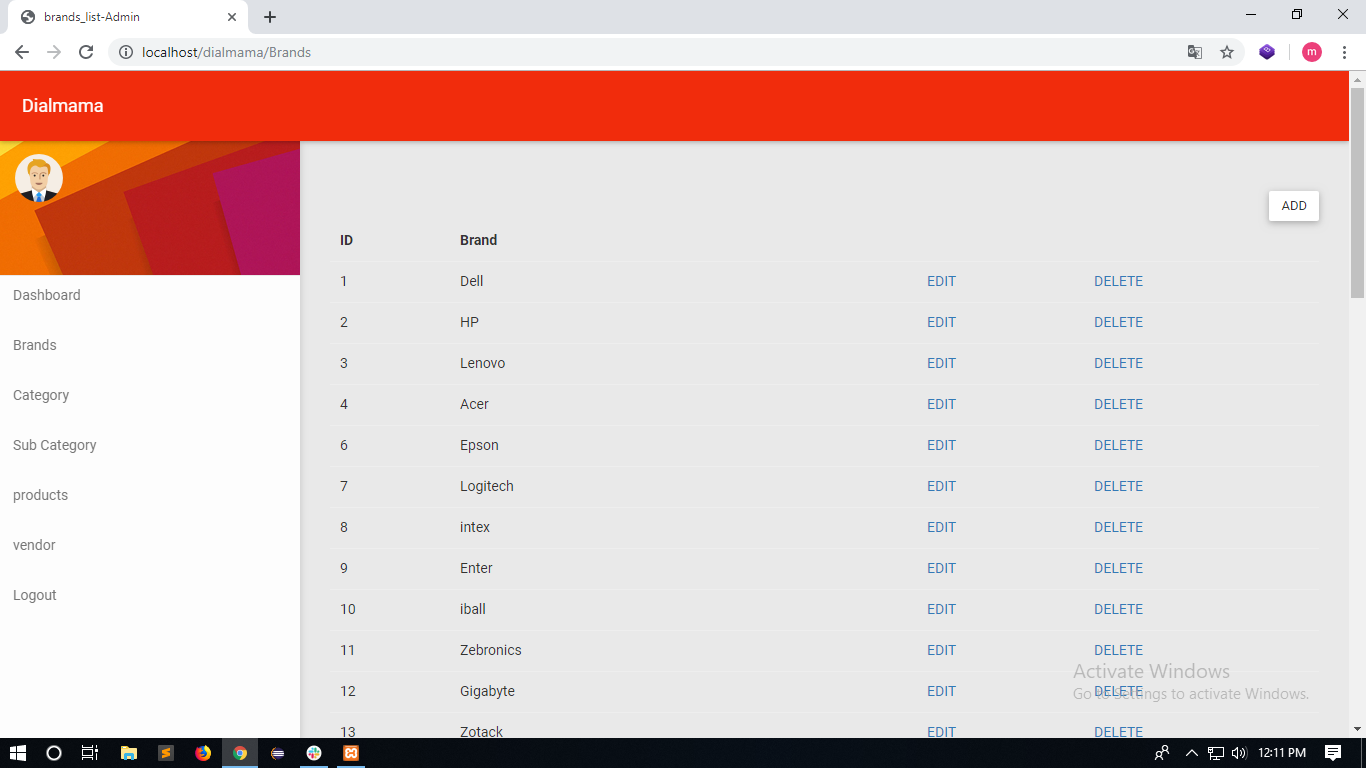 brands_list-Admin
localhost/dialmama/Brands
m
Dialmama
ADD
ID Brand
1 Dell EDIT DELETE
2 HP EDIT DELETE
3 Lenovo EDIT DELETE
4 Acer EDIT DELETE
6 Epson EDIT DELETE
7 Logitech EDIT DELETE
8 intex EDIT DELETE
9 Enter EDIT DELETE
10 iball EDIT DELETE
11 Zebronics EDIT DELETE
12 Gigabyte EDIT DELETE
13 Zotack EDIT DELETE
Dashboard
Brands
Category
Sub Category
products
vendor
Logout
Activate Windows
Go to Settings to activate Windows.
12:11 PM